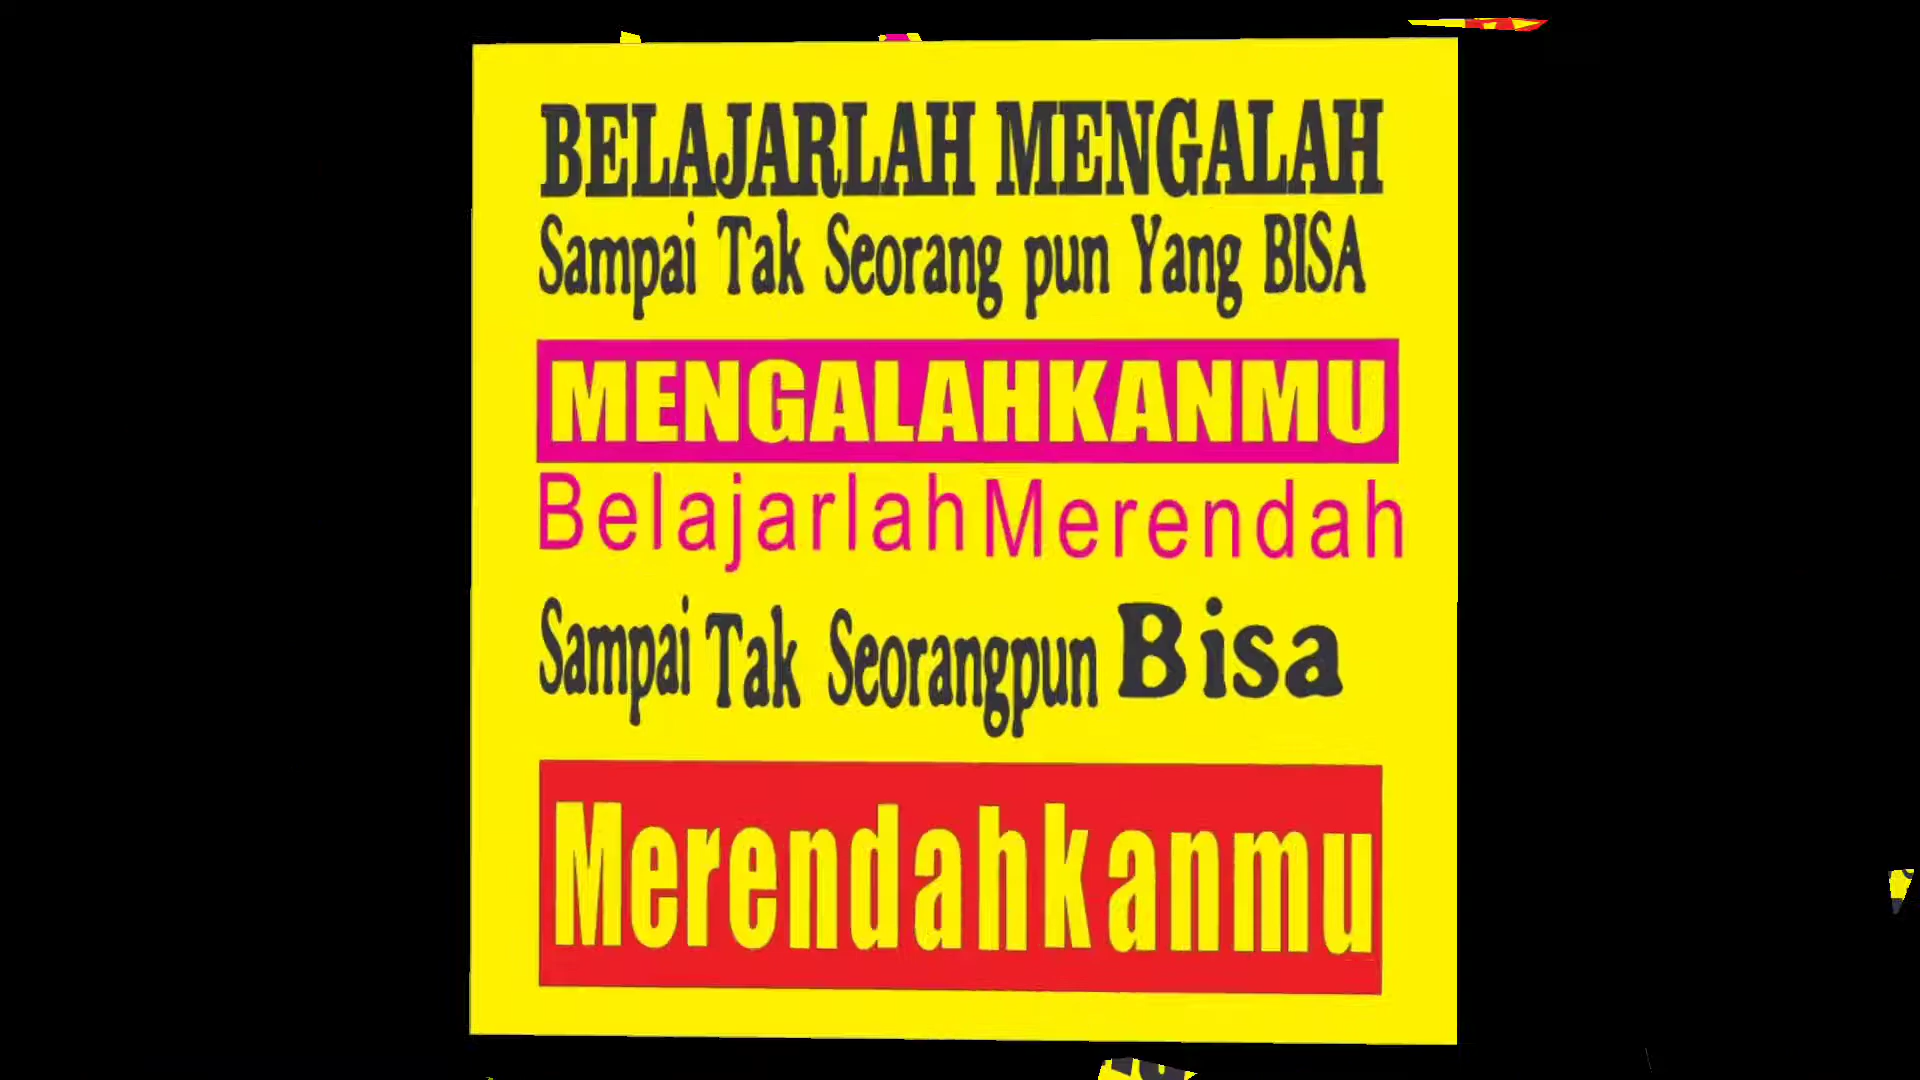 BELAJARLAH MENGALAH
Sampai Tak Seorang pun Yang BISA
MENGALAHKANMU
Belajarlah Merendah
Sampai Tak Seorangpun Bisa
Merendahkanmu